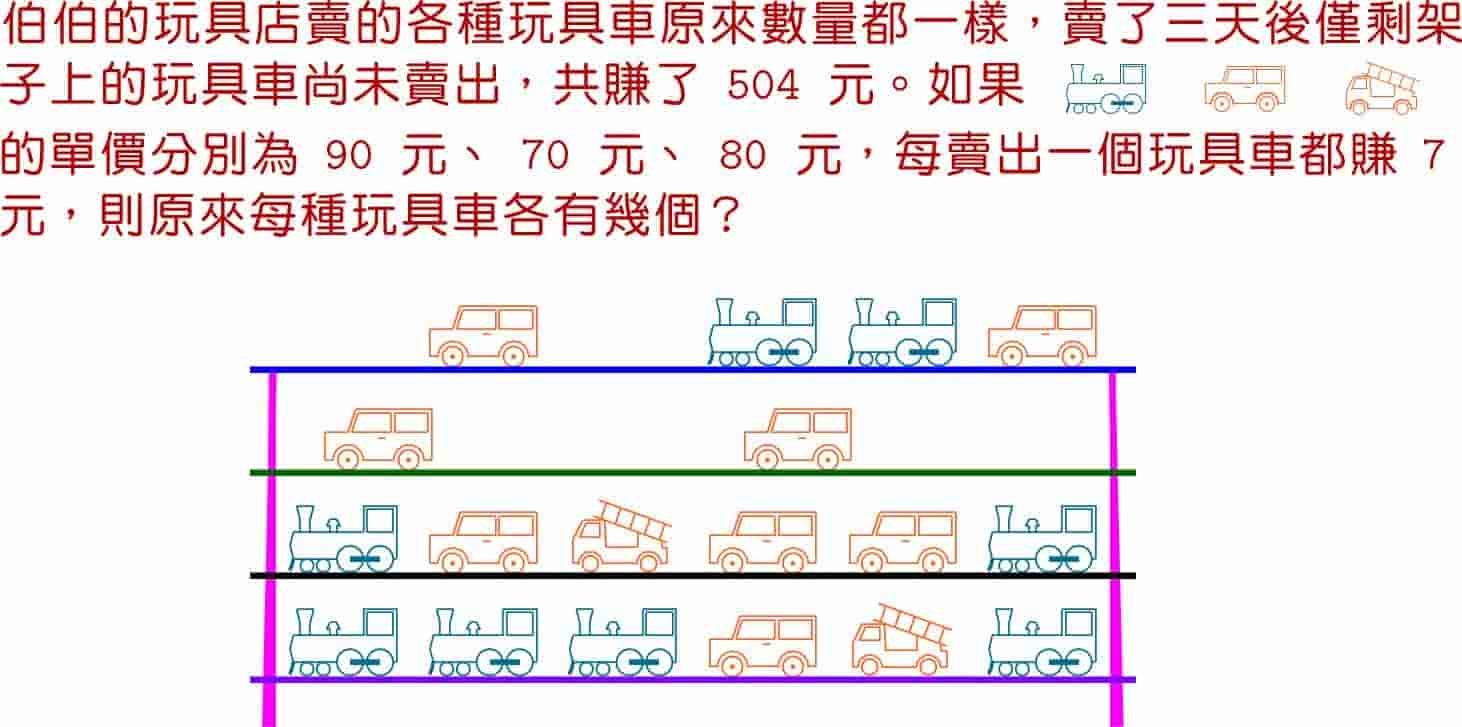 伯伯的玩具店賣的各種玩具車原來數量都一樣，賣了三天後僅剩架
子上的玩具車尚未賣出，共賺了 504 元。如果
的單價分別為 90 元、 70 元、 80 元，每賣出一個玩具車都賺 7
元，則原來每種玩具車各有幾個？